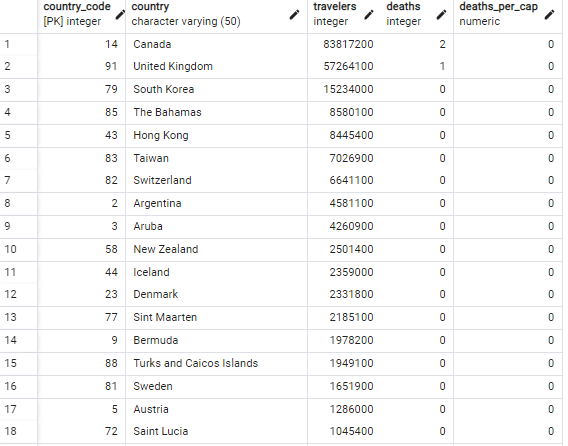 country_code country travelers deaths deaths_per_cap
[PK] integer character varying (50) integer integer numeric
1 14 Canada 83817200 2 0
2 91 United Kingdom 57264100 1 0
3 79 South Korea 15234000 0 0
4 85 The Bahamas 8580100 0 0
5 43 Hong Kong 8445400 0 0
6 83 Taiwan 7026900 0 0
7 82 Switzerland 6641100 0 0
8 2 Argentina 4581100 0 0
9 3 Aruba 4260900 0 0
10 58 New Zealand 2501400 0 0
11 44 Iceland 2359000 0 0
12 23 Denmark 2331800 0 0
13 77 Sint Maarten 2185100 0 0
14 9 Bermuda 1978200 0 0
15 88 Turks and Caicos Islands 1949100 0 0
16 81 Sweden 1651900 0 0
17 5 Austria 1286000 0 0
18 72 Saint Lucia 1045400 0 0